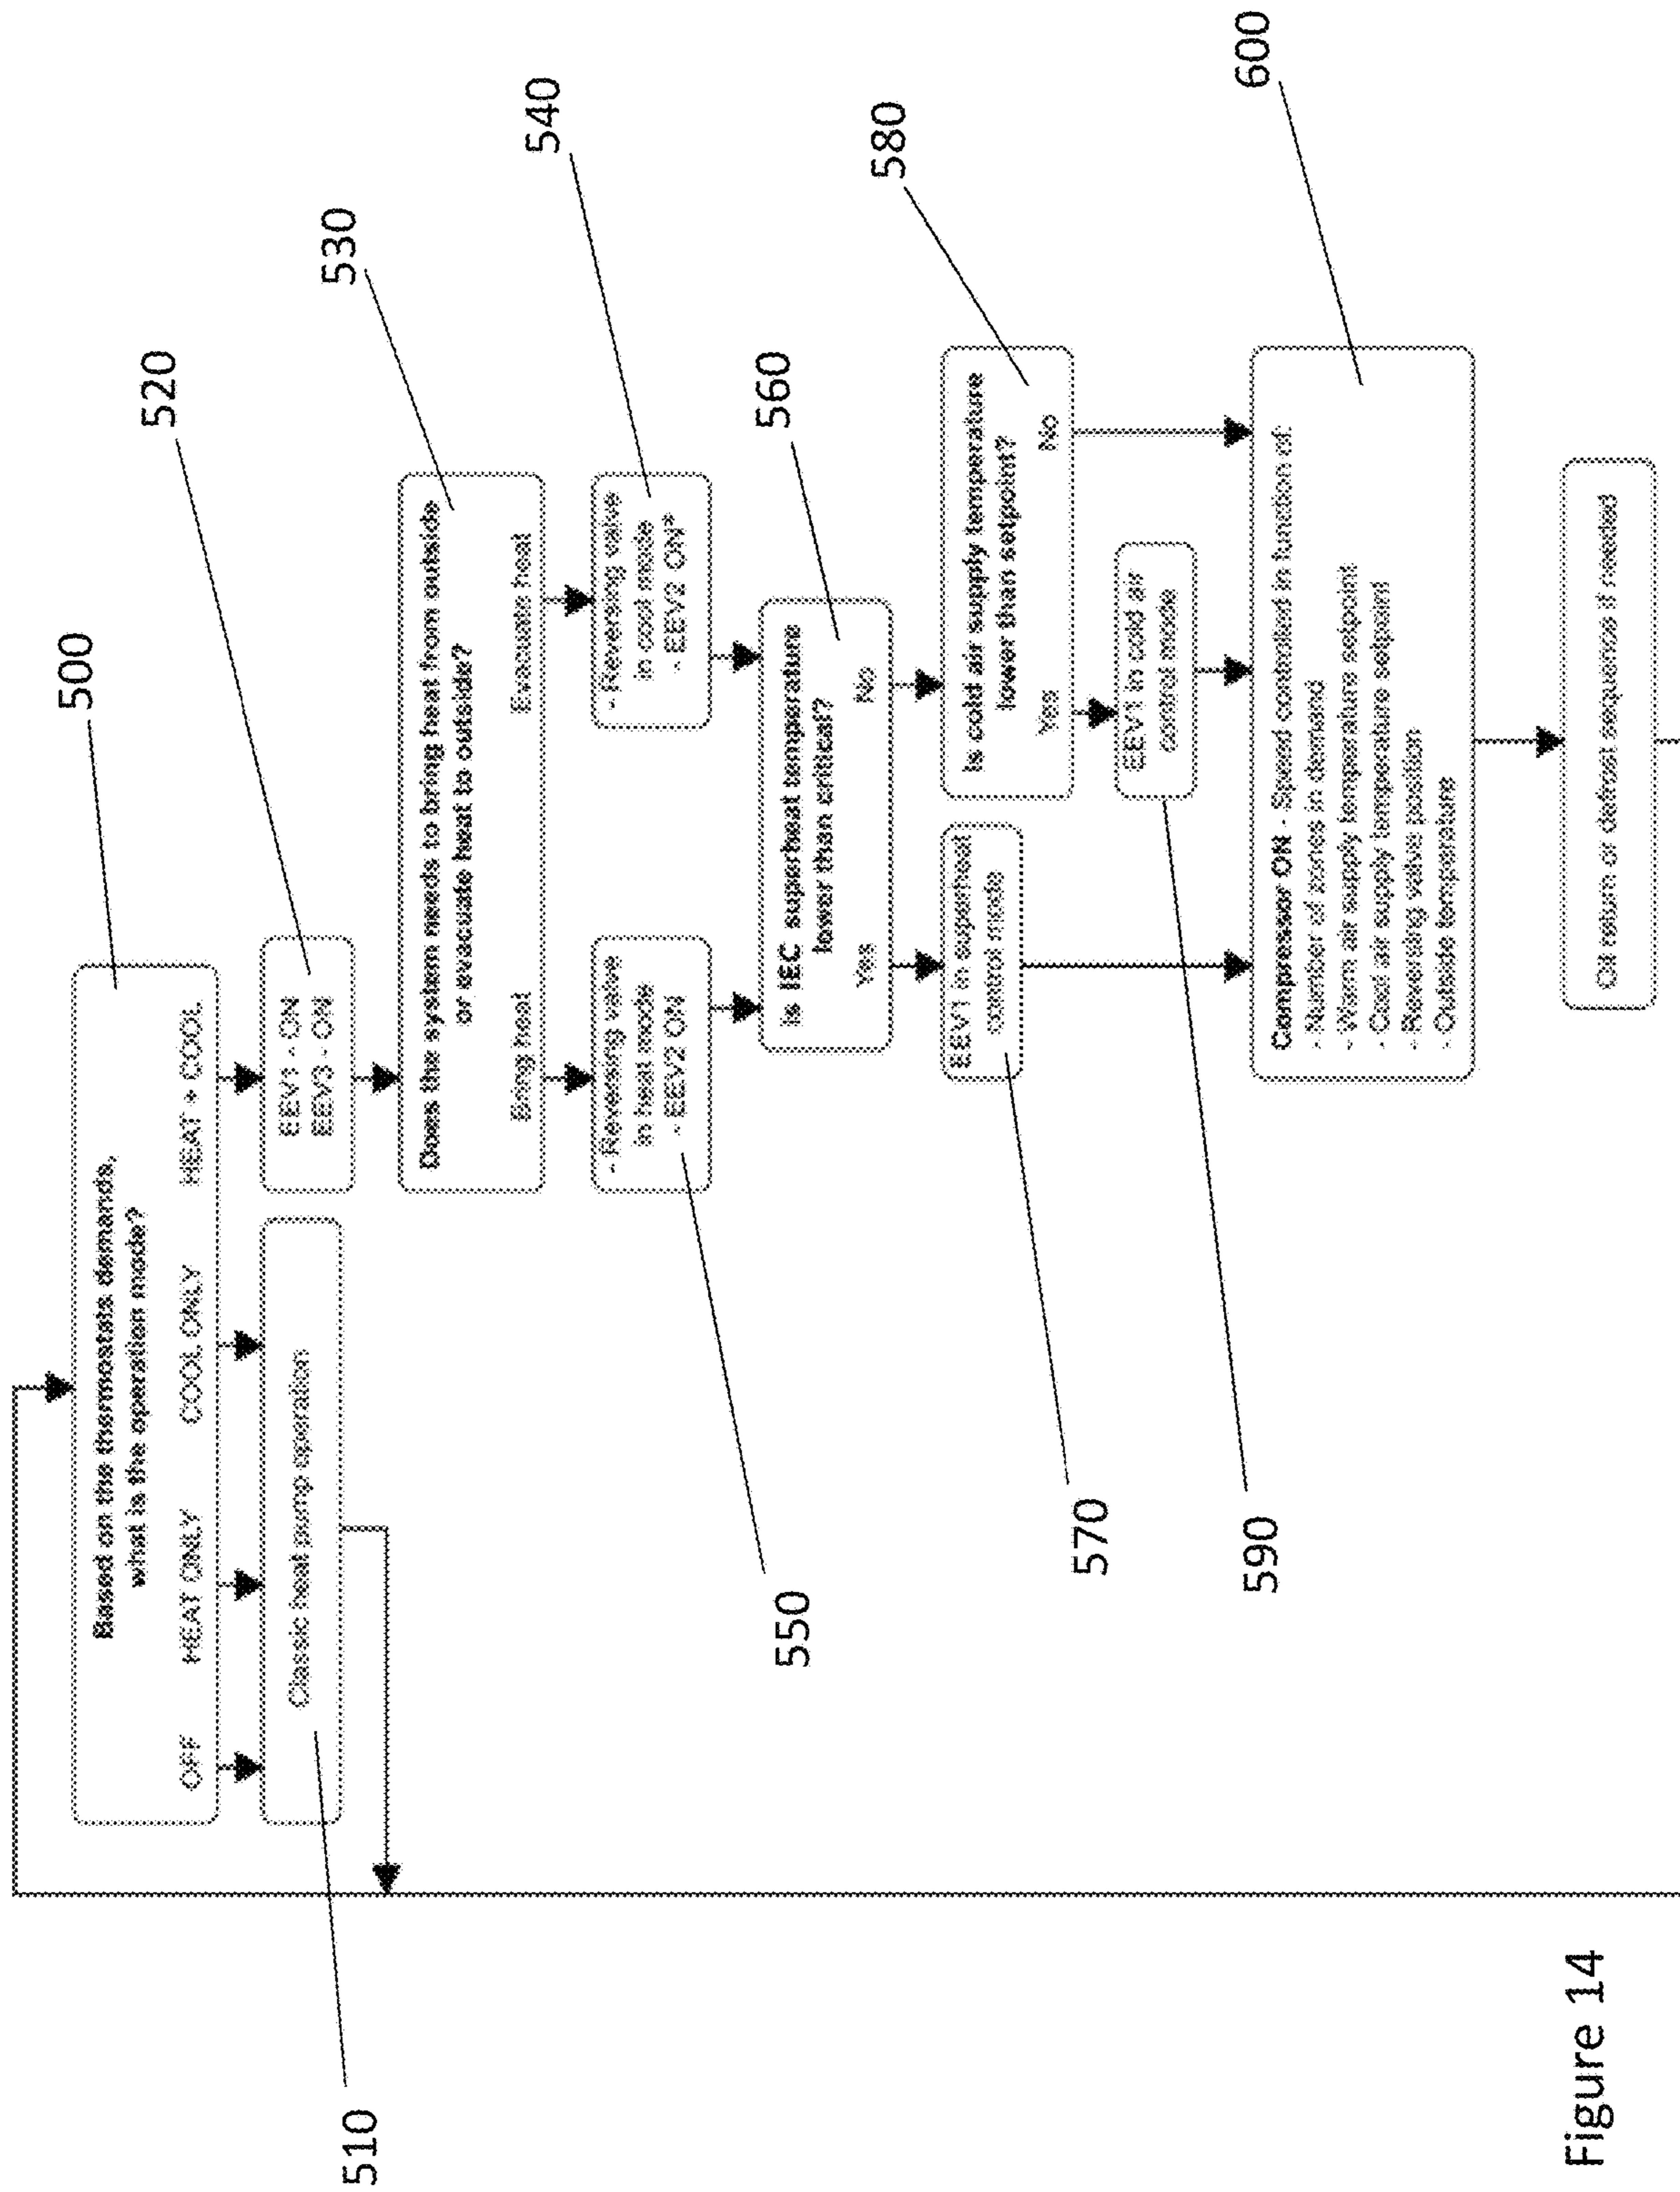 500
Based on the thermostats demands,
what is the operation mode?
OFF
HEAT ONLY
COOL ONLY
HEAT + COOL
510
Classic heat pump operation
520
EEV1 - ON
EEV3 - ON
530
Does the system needs to bring heat from outside
or evacuate heat to outside?
Bring heat
Evacuate heat
550
- Reversing valve
in heat mode
- EEV2 ON
540
- Reversing valve
in cool mode
- EEV2 ON*
560
Is IEC superheat temperature
lower than critical?
Yes
No
570
EEV1 in superheat
control mode
580
Is cold air supply temperature
lower than setpoint?
Yes
No
590
EEV1 in cold air
control mode
600
Compressor ON - Speed controlled in function of:
- Number of zones in demand
- Warm air supply temperature setpoint
- Cool air supply temperature setpoint
- Reversing valve position
- Outside temperature
Oil return or defrost sequence if needed
Figure 14